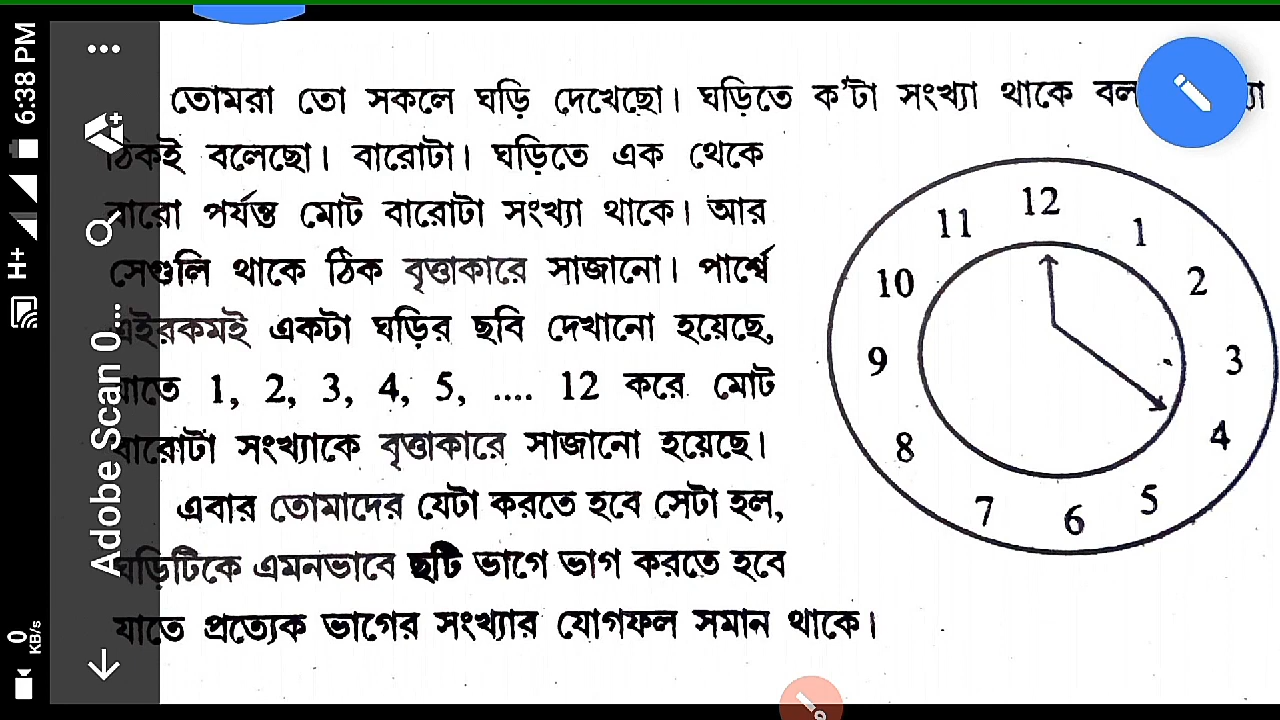 তোমরা তো সকলে ঘড়ি দেখেছো। ঘড়িতে ক'টা সংখ্যা থাকে বল
ঠিকই বলেছো। বারোটা। ঘড়িতে এক থেকে
বারো পর্যন্ত মোট বারোটা সংখ্যা থাকে। আর
সেগুলি থাকে ঠিক বৃত্তাকারে সাজানো। পার্শ্বে
এইরকমই একটা ঘড়ির ছবি দেখানো হয়েছে,
যাতে 1, 2, 3, 4, 5, .... 12 করে মোট
বারোটা সংখ্যাকে বৃত্তাকারে সাজানো হয়েছে।
এবার তোমাদের যেটা করতে হবে সেটা হল,
ঘড়িটিকে এমনভাবে ছটি ভাগে ভাগ করতে হবে
যাতে প্রত্যেক ভাগের সংখ্যার যোগফল সমান থাকে।
12
1
2
3
4
5
6
7
8
9
10
11
6:38 PM
H+
0 KB/s
Adobe Scan 0...